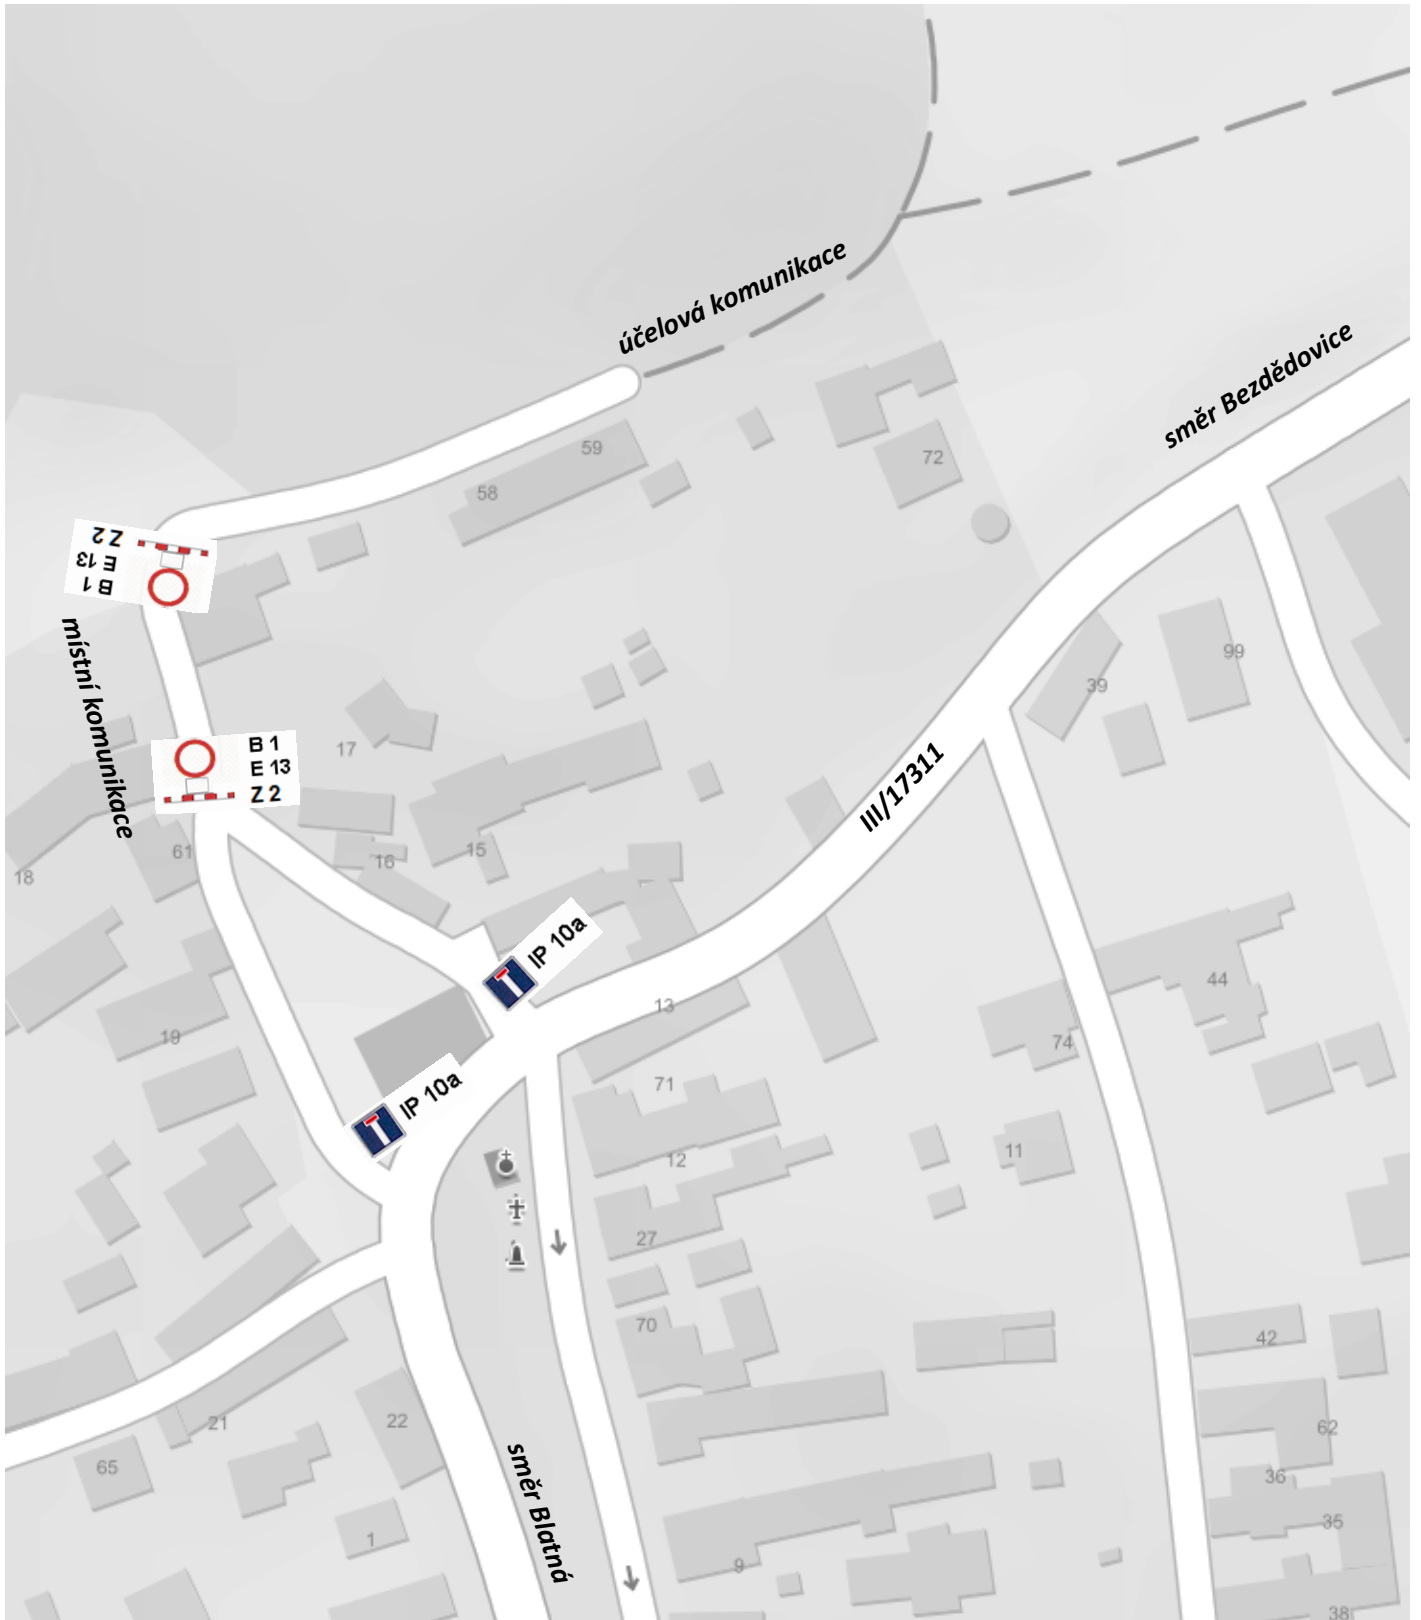 účelová komunikace
směr Bezdědovice
59
72
58
Z 2
E 13
B 1
místní komunikace
99
39
17
B 1
E 13
Z 2
III/17311
15
61
16
18
IP 10a
44
13
19
74
IP 10a
71
11
12
27
70
42
21
22
62
65
36
směr Blatná
35
1
9
38